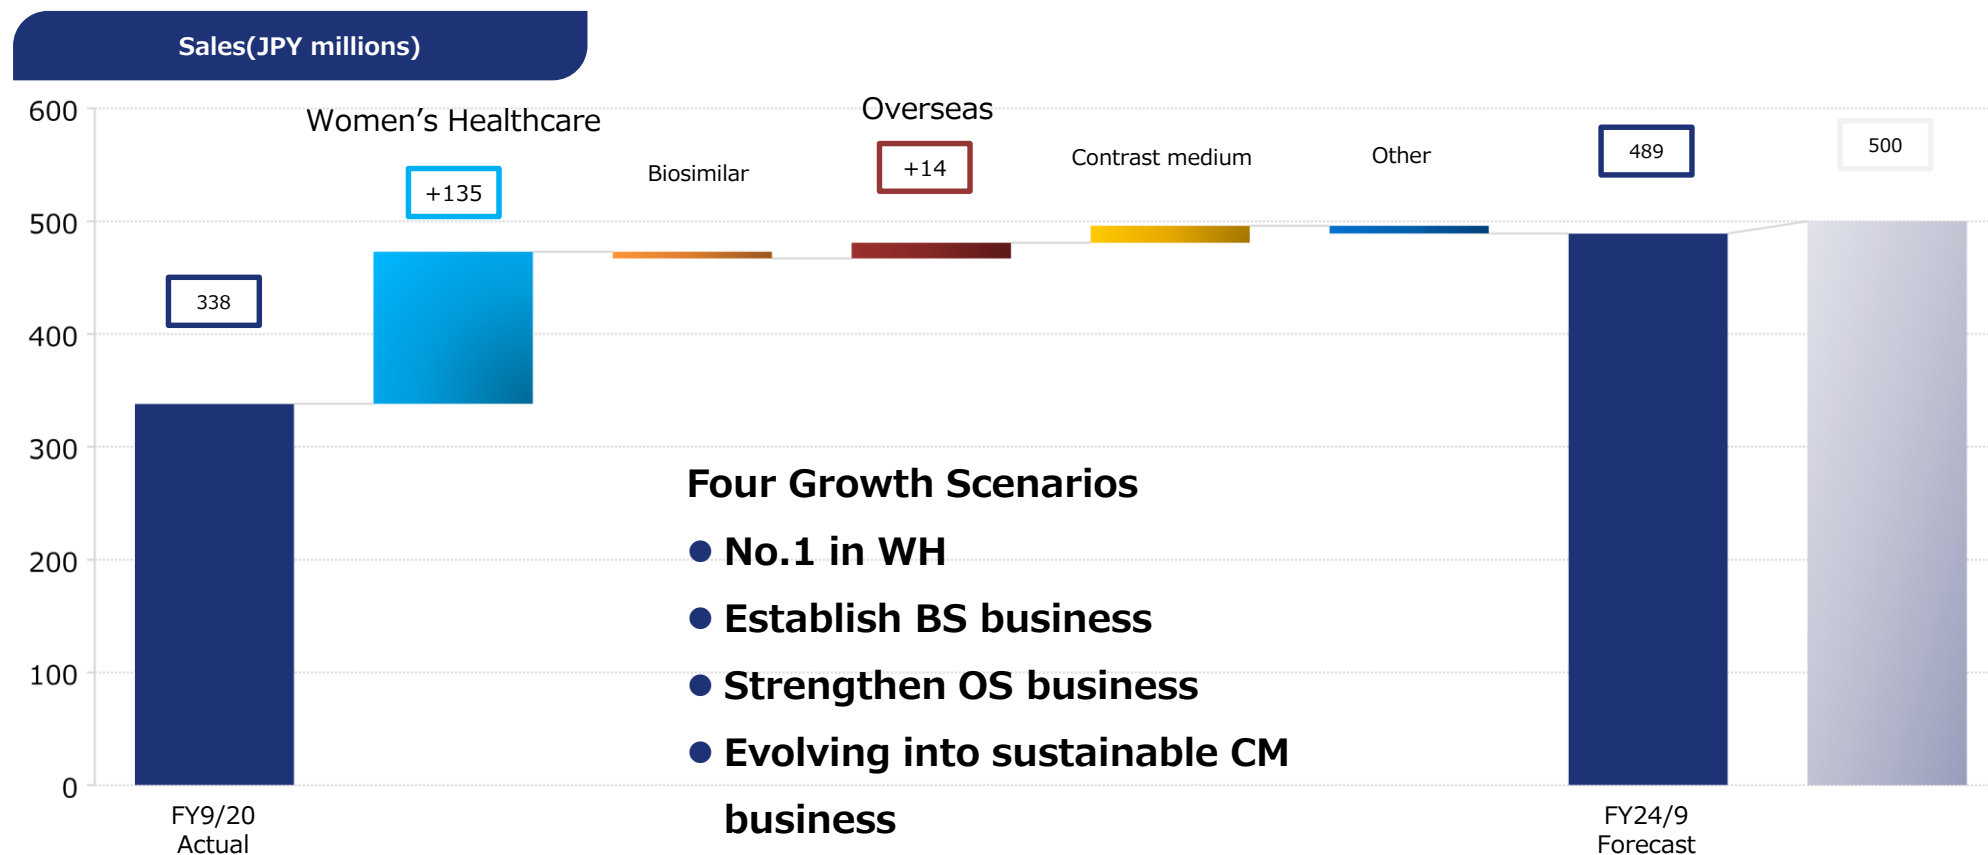 Sales(JPY millions)
600
500
400
300
200
100
0
338
Women’s Healthcare
+135
Biosimilar
Overseas
+14
Contrast medium
Other
489
500
Four Growth Scenarios
● No.1 in WH
● Establish BS business
● Strengthen OS business
● Evolving into sustainable CM
business
FY9/20
Actual
FY24/9
Forecast